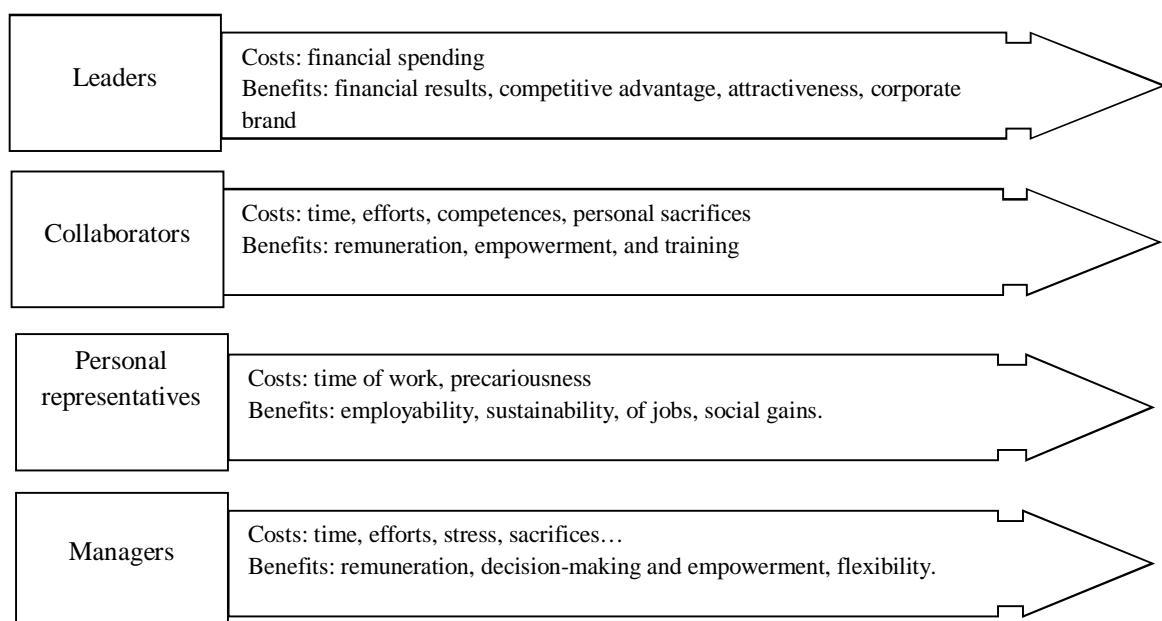 Leaders
Costs: financial spending
Benefits: financial results, competitive advantage, attractiveness, corporate
brand
Collaborators
Costs: time, efforts, competences, personal sacrifices
Benefits: remuneration, empowerment, and training
Personal
representatives
Costs: time of work, precariousness
Benefits: employability, sustainability, of jobs, social gains.
Managers
Costs: time, efforts, stress, sacrifices…
Benefits: remuneration, decision-making and empowerment, flexibility.